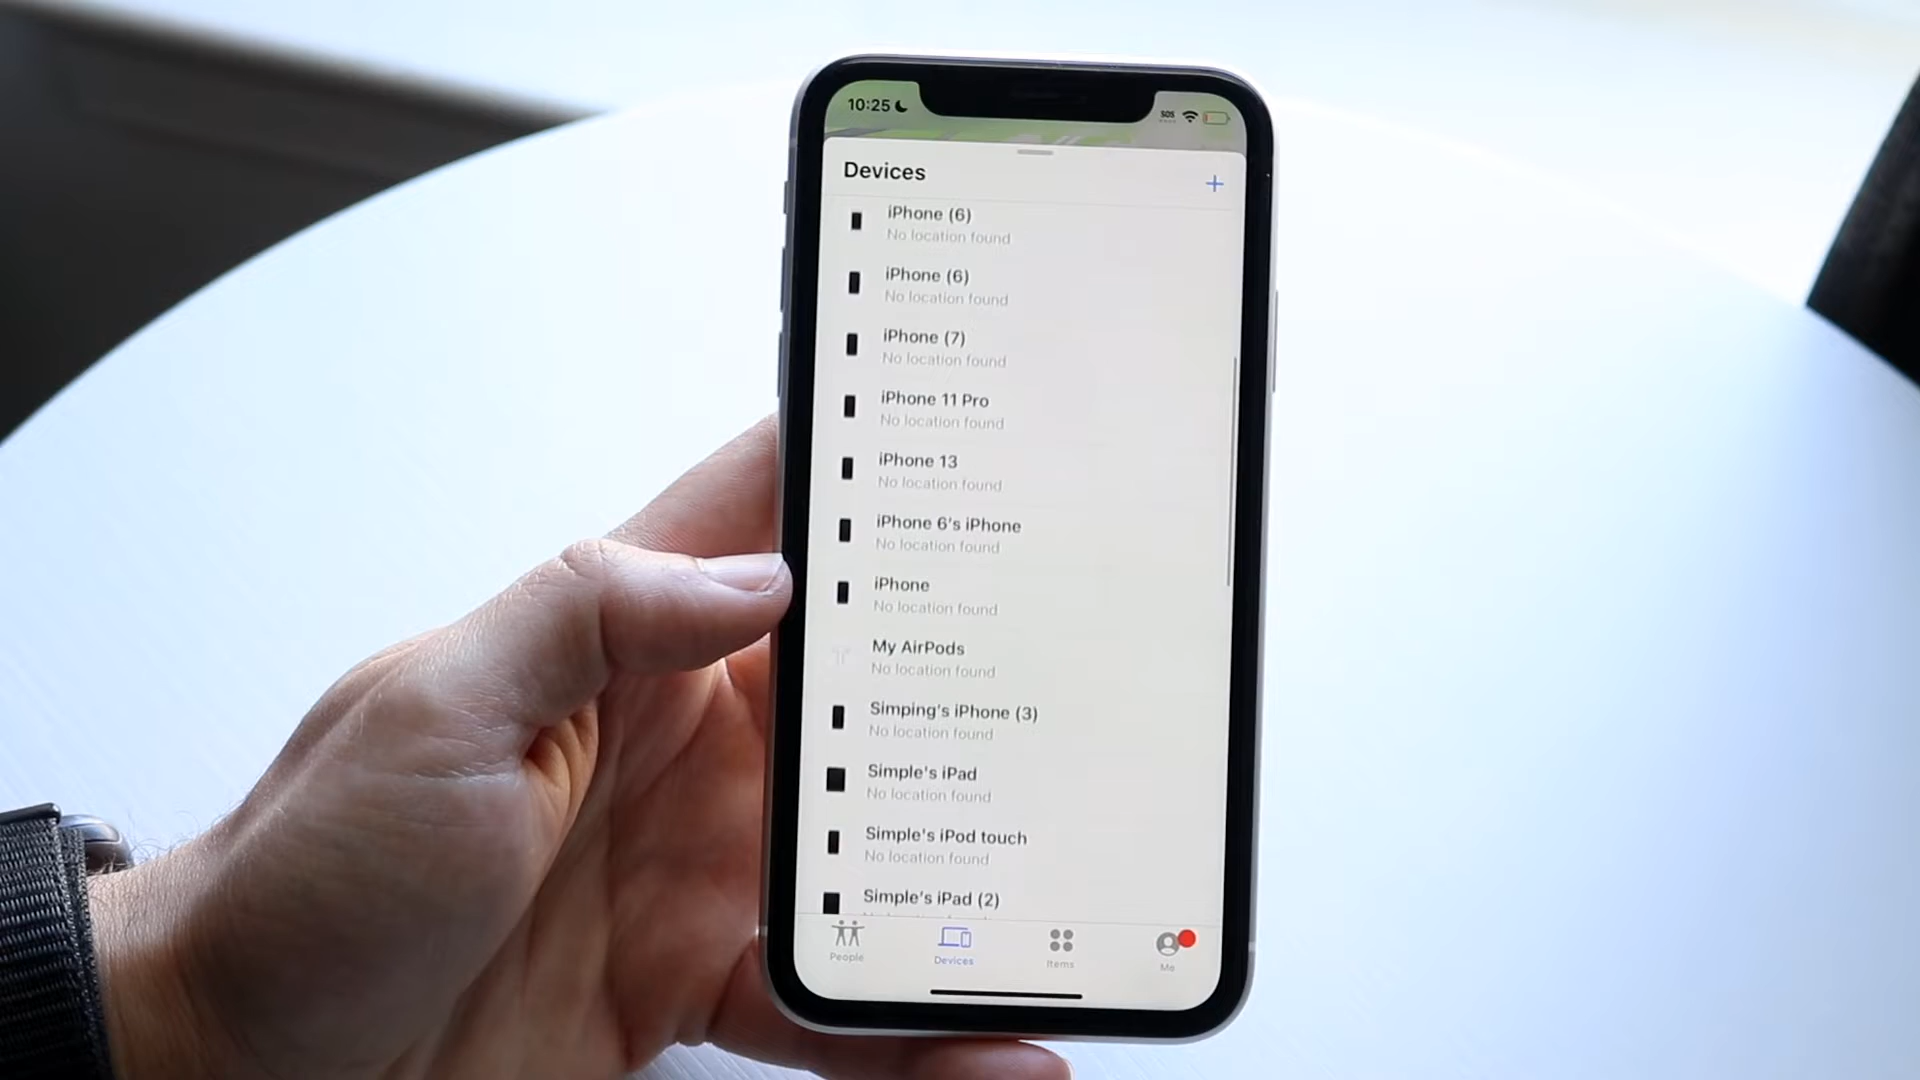 10:25
SOS
Devices
+
iPhone (6)
No location found
iPhone (6)
No location found
iPhone (7)
No location found
iPhone 11 Pro
No location found
iPhone 13
No location found
iPhone 6's iPhone
No location found
iPhone
No location found
My AirPods
No location found
Simping's iPhone (3)
No location found
Simple's iPad
No location found
Simple's iPod touch
No location found
Simple's iPad (2)
People
Devices
Items
Me